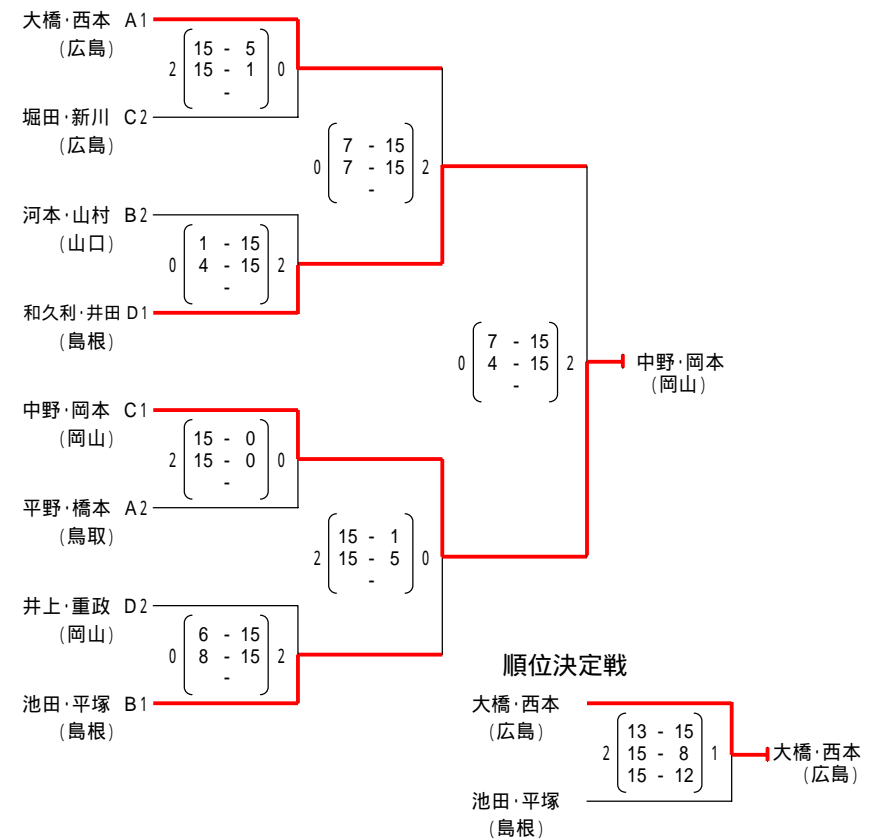 大橋・西本 A1
(広島)
15 - 5
2 15 - 1 0
-
堀田・新川 C2
(広島)
7 - 15
0 7 - 15 2
-
河本・山村 B2
(山口)
1 - 15
0 4 - 15 2
-
和久利・井田 D1
(島根)
7 - 15
0 4 - 15 2
-
中野・岡本
(岡山)
中野・岡本 C1
(岡山)
15 - 0
2 15 - 0 0
-
平野・橋本 A2
(鳥取)
15 - 1
2 15 - 5 0
-
井上・重政 D2
(岡山)
6 - 15
0 8 - 15 2
-
池田・平塚 B1
(島根)
順位決定戦
大橋・西本
(広島)
13 - 15
2 15 - 8 1
15 - 12
大橋・西本
(広島)
池田・平塚
(島根)